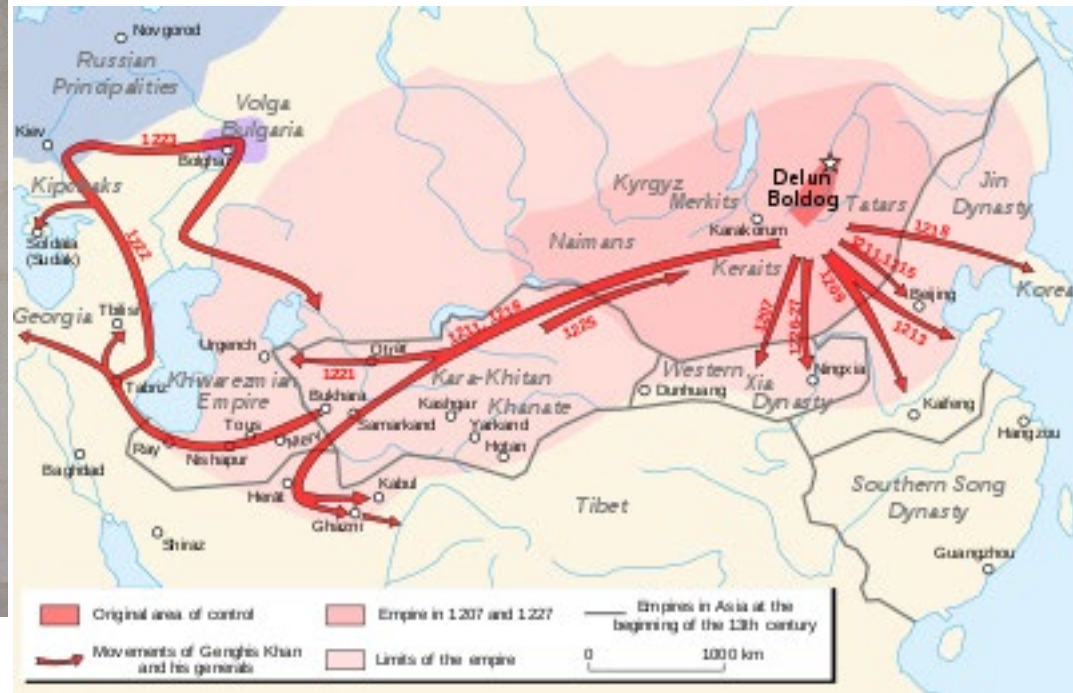 Novgorod
Russian
Principalities
Volga
Bulgaria
Kiev
1223
Bolghar
Kipchaks
Soldaia
(Sudak)
1222
Georgia
Tbilisi
Tabriz
Urgench
Khwarezmian
Empire
Otrar
1221
1211, 1216
1225
Kara-Khitan
Khanate
Bukhara
Samarkand
Kashgar
Yarkand
Hotan
Tous
Merv
Ray
Nishapur
Baghdad
Herat
Kabul
Ghazni
Shiraz
Kyrgyz
Merkits
Naimans
Keraits
Karakorum
Delun
Boldog
Tatars
Jin
Dynasty
1218
1211,1215
1209
1213
1207
1226-27
Beijing
Korea
Western
Xia
Dynasty
Dunhuang
Ningxia
Kaifeng
Hangzou
Tibet
Southern Song
Dynasty
Guangzhou
Original area of control
Movements of Genghis Khan
and his generals
Empire in 1207 and 1227
Limits of the empire
Empires in Asia at the
beginning of the 13th century
0 1000 km